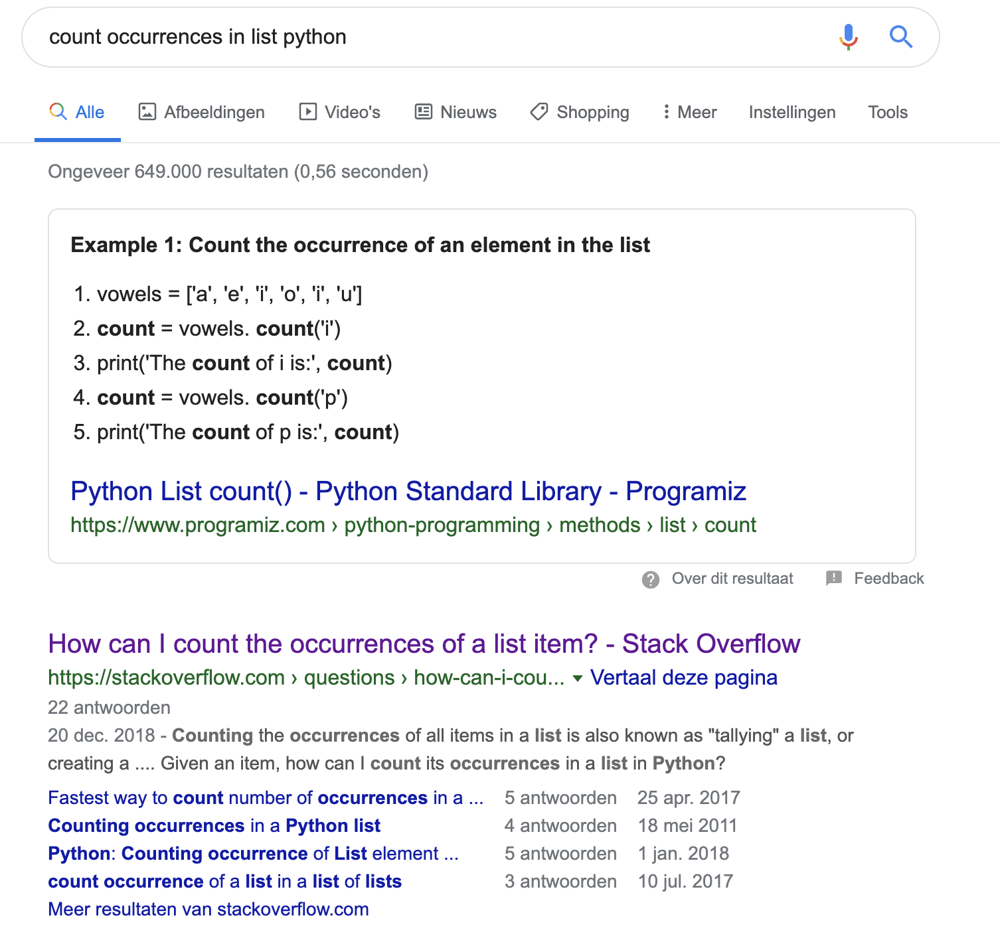 count occurrences in list python
Alle Afbeeldingen Video's Nieuws Shopping Meer Instellingen Tools
Ongeveer 649.000 resultaten (0,56 seconden)
Example 1: Count the occurrence of an element in the list
1. vowels = ['a', 'e', 'i', 'o', 'i', 'u']
2. count = vowels. count('i')
3. print('The count of i is:', count)
4. count = vowels. count('p')
5. print('The count of p is:', count)
Python List count() - Python Standard Library - Programiz
https://www.programiz.com › python-programming › methods › list › count
Over dit resultaat Feedback
How can I count the occurrences of a list item? - Stack Overflow
https://stackoverflow.com › questions › how-can-i-cou... Vertaal deze pagina
22 antwoorden
20 dec. 2018 - Counting the occurrences of all items in a list is also known as "tallying" a list, or
creating a .... Given an item, how can I count its occurrences in a list in Python?
Fastest way to count number of occurrences in a ... 5 antwoorden 25 apr. 2017
Counting occurrences in a Python list 4 antwoorden 18 mei 2011
Python: Counting occurrence of List element ... 5 antwoorden 1 jan. 2018
count occurrence of a list in a list of lists 3 antwoorden 10 jul. 2017
Meer resultaten van stackoverflow.com